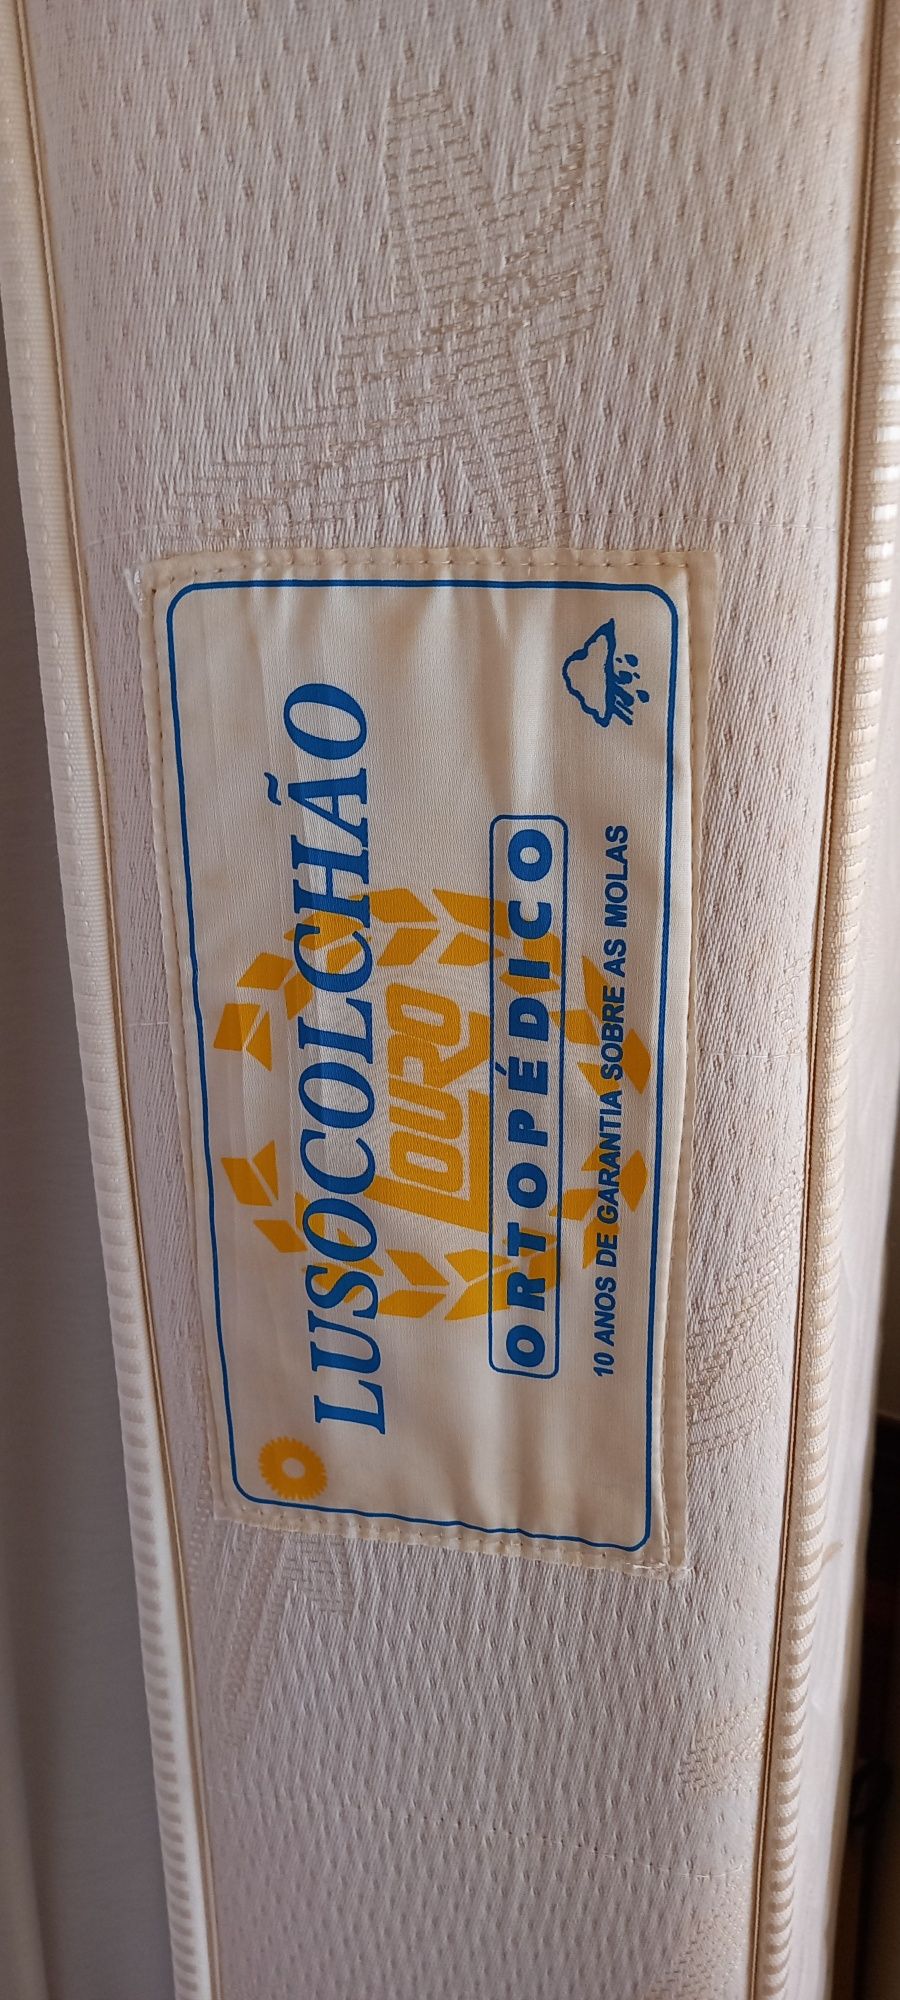 LUSOCOLCHÃO
LOURO
ORTOPÉDICO
10 ANOS DE GARANTIA SOBRE AS MOLAS